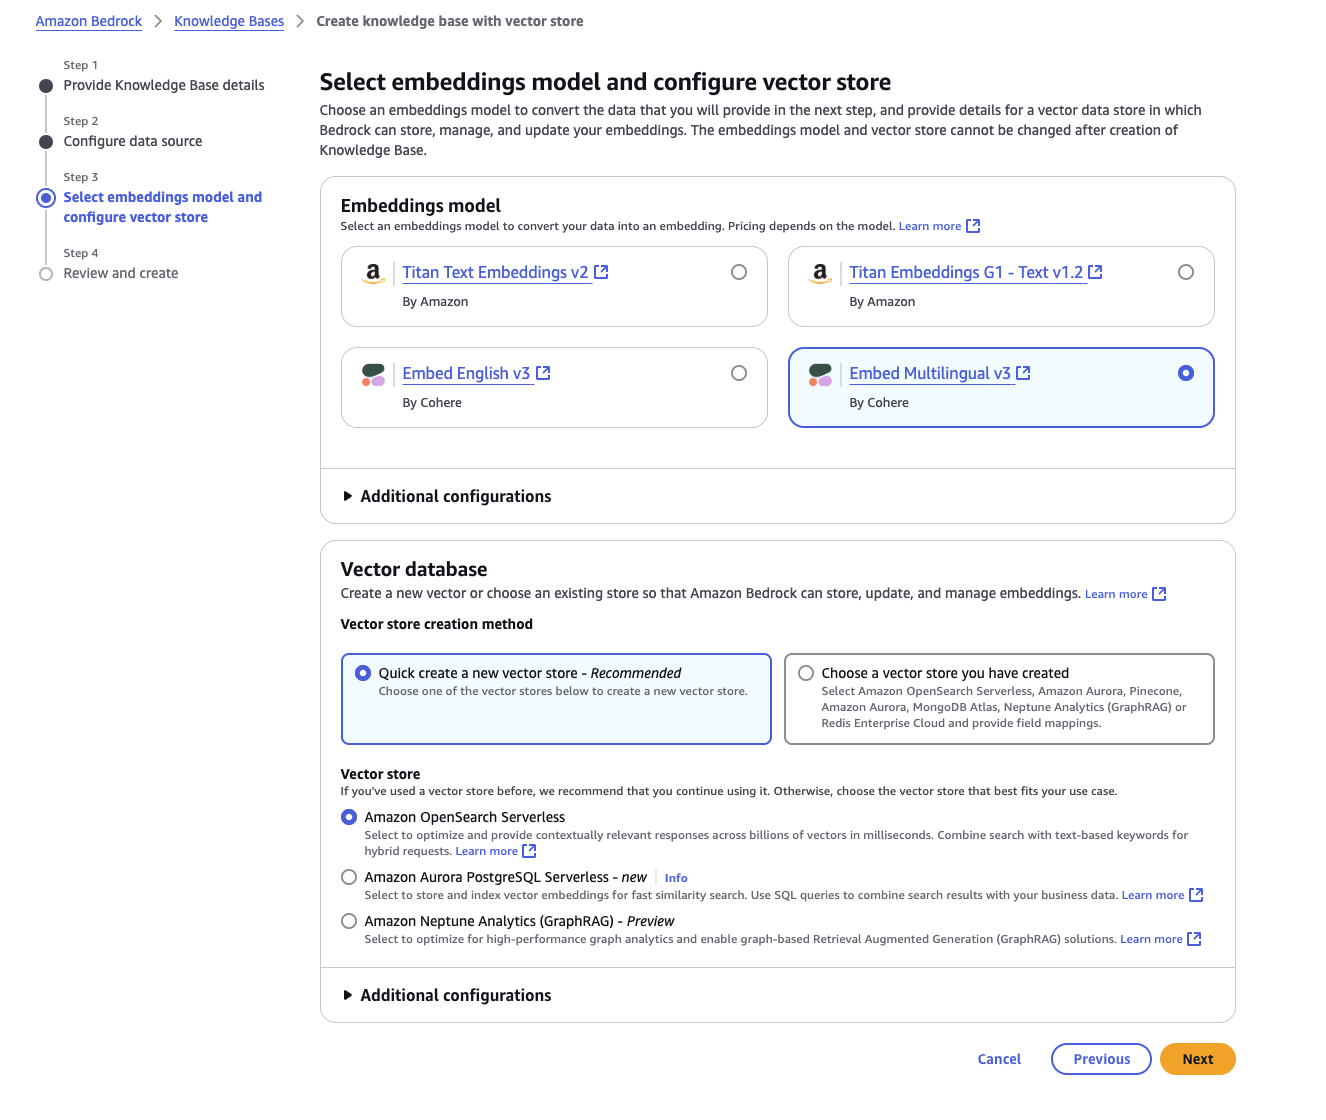 Amazon Bedrock > Knowledge Bases > Create knowledge base with vector store
Step 1
Provide Knowledge Base details
Step 2
Configure data source
Step 3
Select embeddings model and
configure vector store
Step 4
Review and create
Select embeddings model and configure vector store
Choose an embeddings model to convert the data that you will provide in the next step, and provide details for a vector data store in which
Bedrock can store, manage, and update your embeddings. The embeddings model and vector store cannot be changed after creation of
Knowledge Base.
Embeddings model
Select an embeddings model to convert your data into an embedding. Pricing depends on the model. Learn more
Titan Text Embeddings v2
By Amazon
Titan Embeddings G1 - Text v1.2
By Amazon
Embed English v3
By Cohere
Embed Multilingual v3
By Cohere
Additional configurations
Vector database
Create a new vector or choose an existing store so that Amazon Bedrock can store, update, and manage embeddings. Learn more
Vector store creation method
Quick create a new vector store - Recommended
Choose one of the vector stores below to create a new vector store.
Choose a vector store you have created
Select Amazon OpenSearch Serverless, Amazon Aurora, Pinecone,
Amazon Aurora, MongoDB Atlas, Neptune Analytics (GraphRAG) or
Redis Enterprise Cloud and provide field mappings.
Vector store
If you've used a vector store before, we recommend that you continue using it. Otherwise, choose the vector store that best fits your use case.
Amazon OpenSearch Serverless
Select to optimize and provide contextually relevant responses across billions of vectors in milliseconds. Combine search with text-based keywords for
hybrid requests. Learn more
Amazon Aurora PostgreSQL Serverless - new Info
Select to store and index vector embeddings for fast similarity search. Use SQL queries to combine search results with your business data. Learn more
Amazon Neptune Analytics (GraphRAG) - Preview
Select to optimize for high-performance graph analytics and enable graph-based Retrieval Augmented Generation (GraphRAG) solutions. Learn more
Additional configurations
Cancel Previous Next